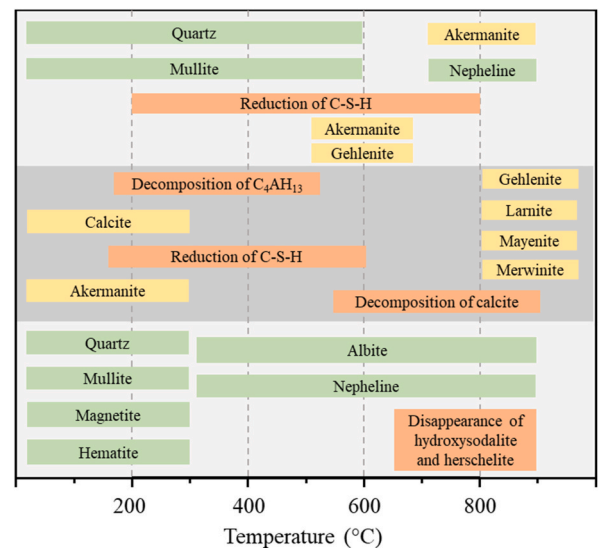 Quartz
Akermanite
Mullite
Nepheline
Reduction of C-S-H
Akermanite
Gehlenite
Decomposition of C₄AH₁₃
Gehlenite
Calcite
Larnite
Mayenite
Reduction of C-S-H
Merwinite
Akermanite
Decomposition of calcite
Quartz
Albite
Mullite
Nepheline
Magnetite
Disappearance of
hydroxysodalite
and herschelite
Hematite
200
400
600
800
Temperature (°C)